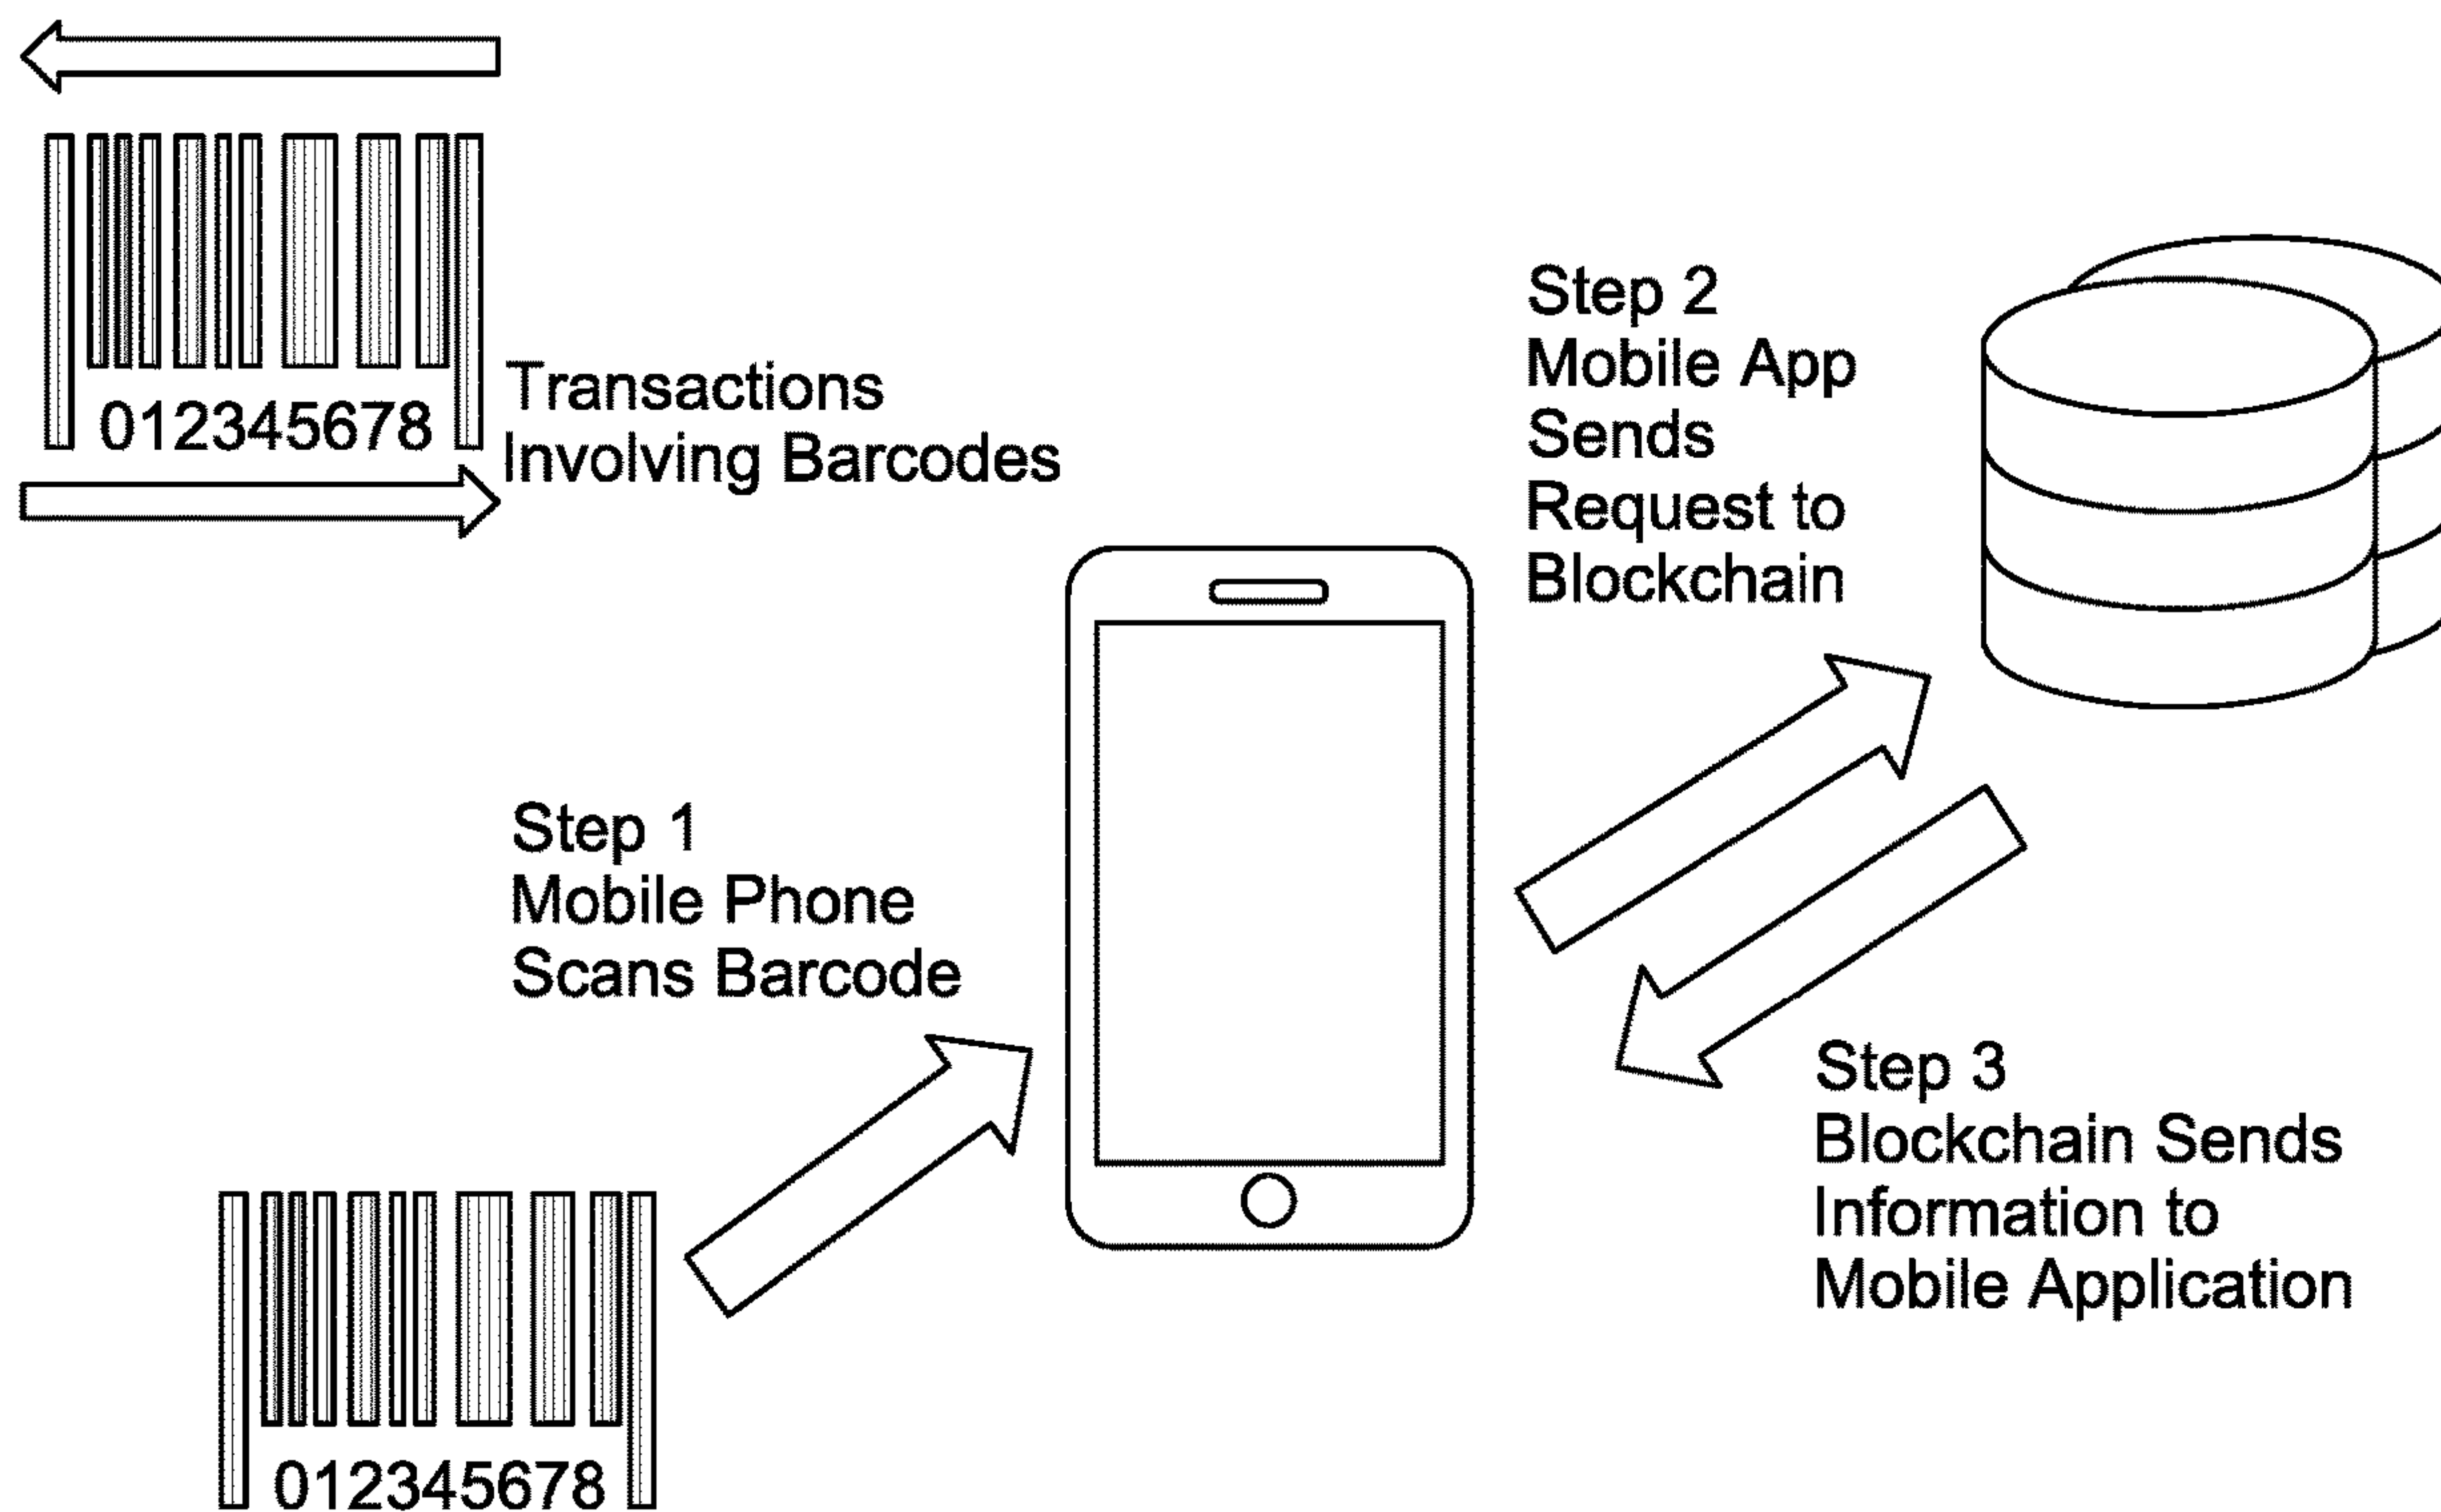 012345678
Transactions
Involving Barcodes
Step 2
Mobile App
Sends
Request to
Blockchain
Step 1
Mobile Phone
Scans Barcode
Step 3
Blockchain Sends
Information to
Mobile Application
012345678